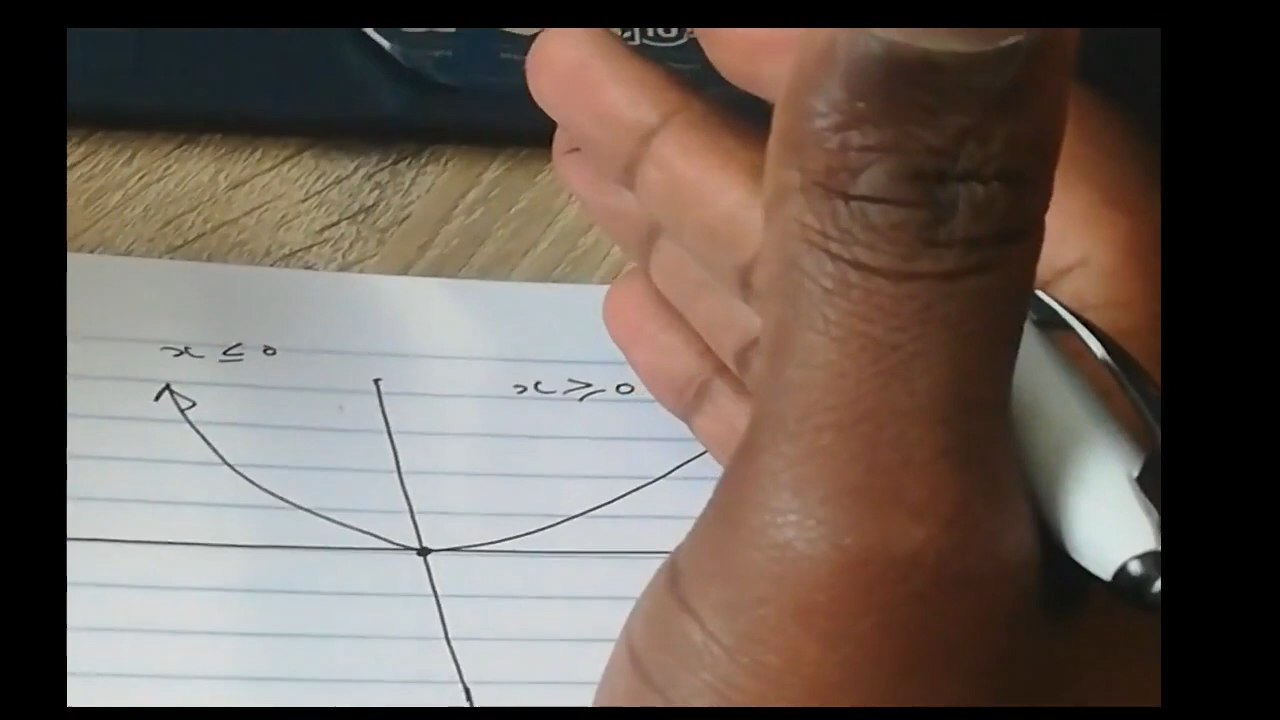 x ≤ 0
x ≥ 0